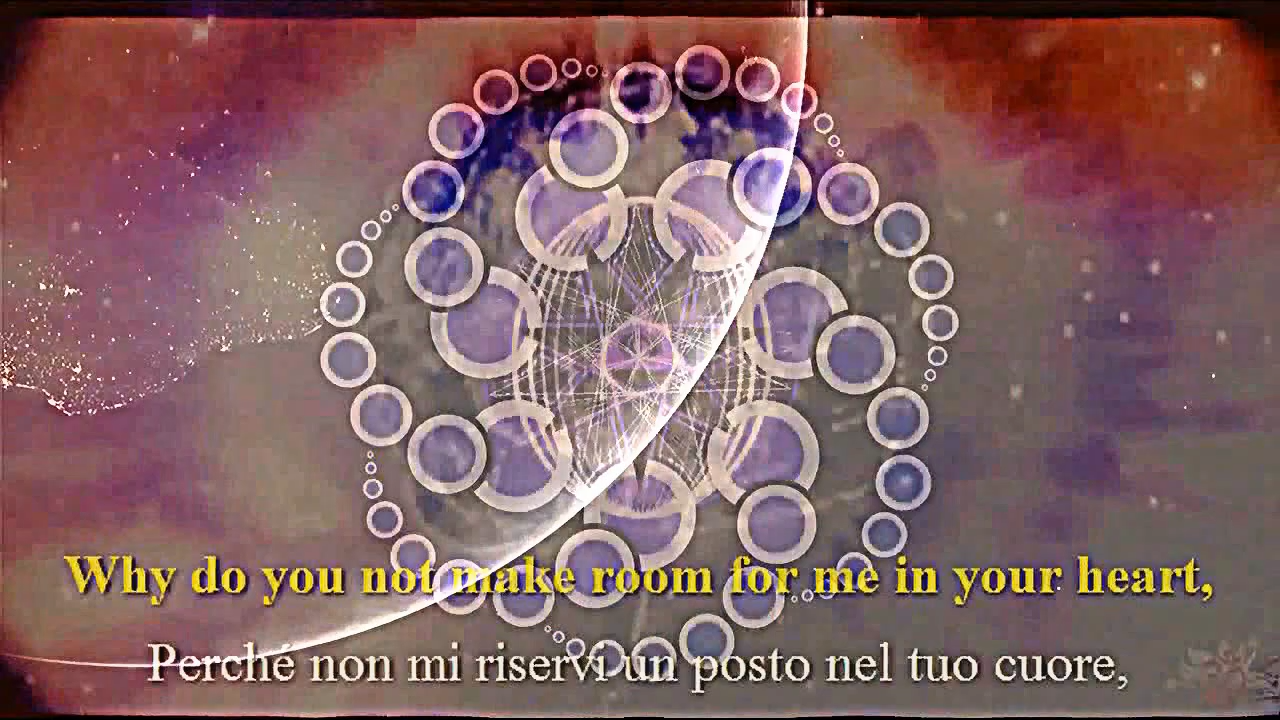 Why do you not make room for me in your heart,
Perché non mi riservi un posto nel tuo cuore,